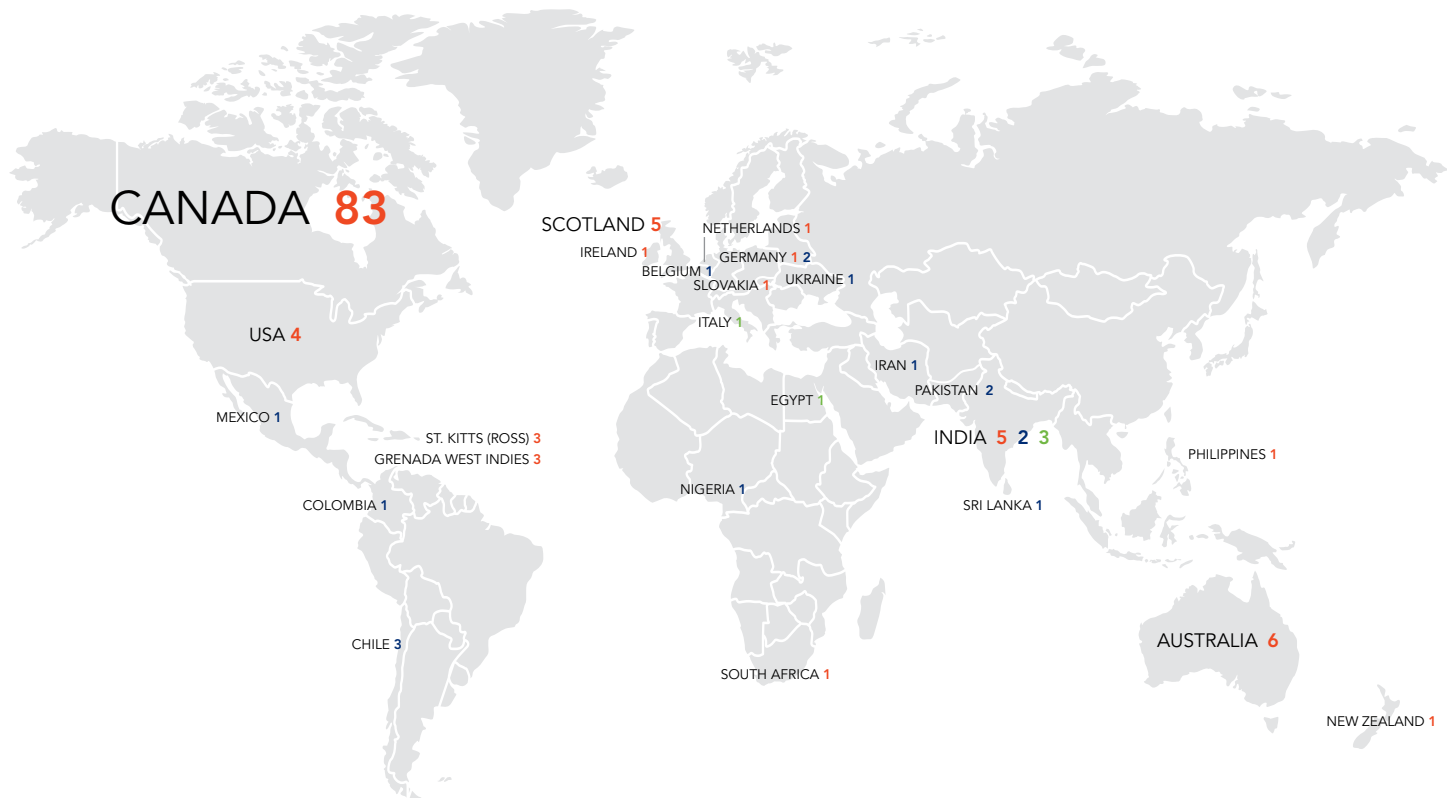 CANADA 83
SCOTLAND 5
NETHERLANDS 1
IRELAND 1
GERMANY 1 2
BELGIUM 1
UKRAINE 1
SLOVAKIA 1
ITALY 1
USA 4
IRAN 1
PAKISTAN 2
EGYPT 1
MEXICO 1
ST. KITTS (ROSS) 3
INDIA 5 2 3
GRENADA WEST INDIES 3
PHILIPPINES 1
NIGERIA 1
COLOMBIA 1
SRI LANKA 1
CHILE 3
AUSTRALIA 6
SOUTH AFRICA 1
NEW ZEALAND 1